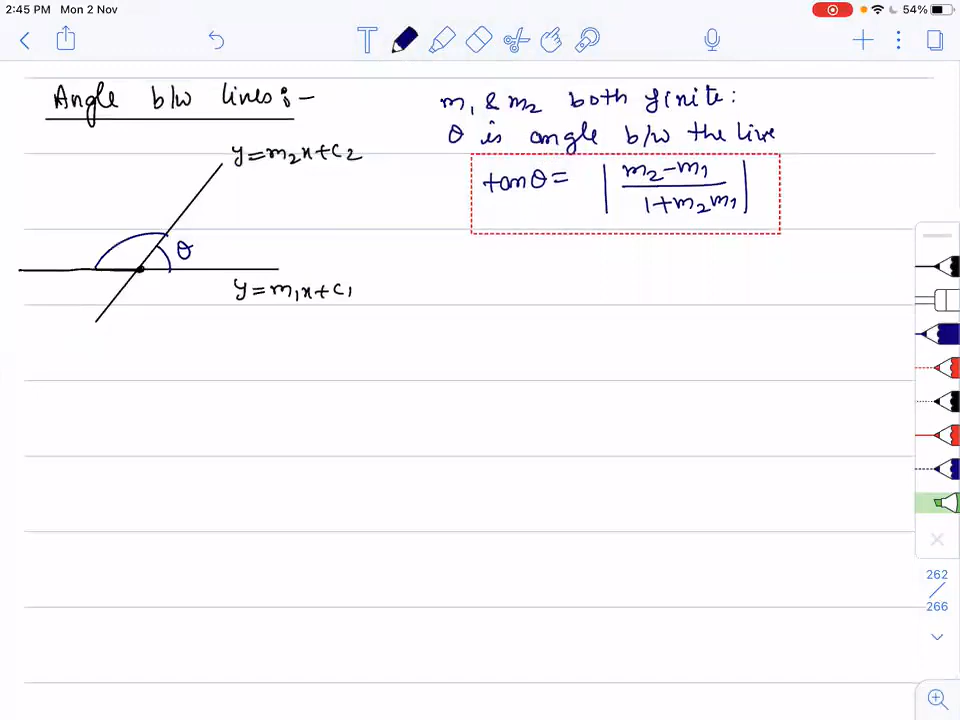 2:45 PM Mon 2 Nov
54%
Angle b/w lines :-
m₁ & m₂ both finite :
θ is angle b/w the line
y=m₂x+c₂
tanθ = | m₂-m₁ / 1+m₂m₁ |
θ
y=m₁x+c₁
262
/
266